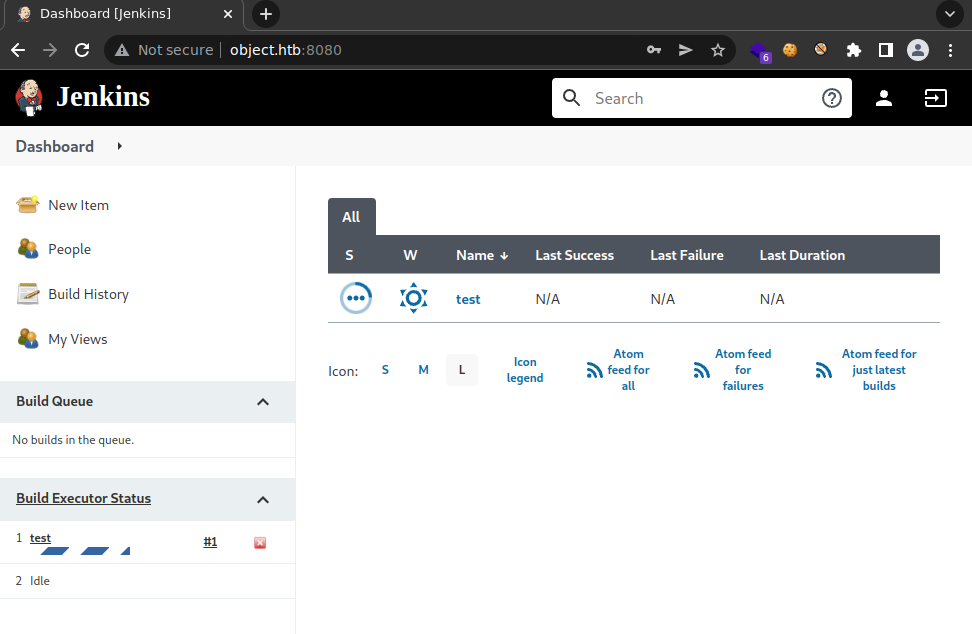 Dashboard [Jenkins]
Not secure object.htb:8080
6
Jenkins
Search
Dashboard
New Item
People
Build History
My Views
Build Queue
No builds in the queue.
Build Executor Status
1 test #1
2 Idle
All
S W Name ↓ Last Success Last Failure Last Duration
test N/A N/A N/A
Icon: S M L
Icon
legend
Atom
feed for
all
Atom feed
for
failures
Atom feed for
just latest
builds